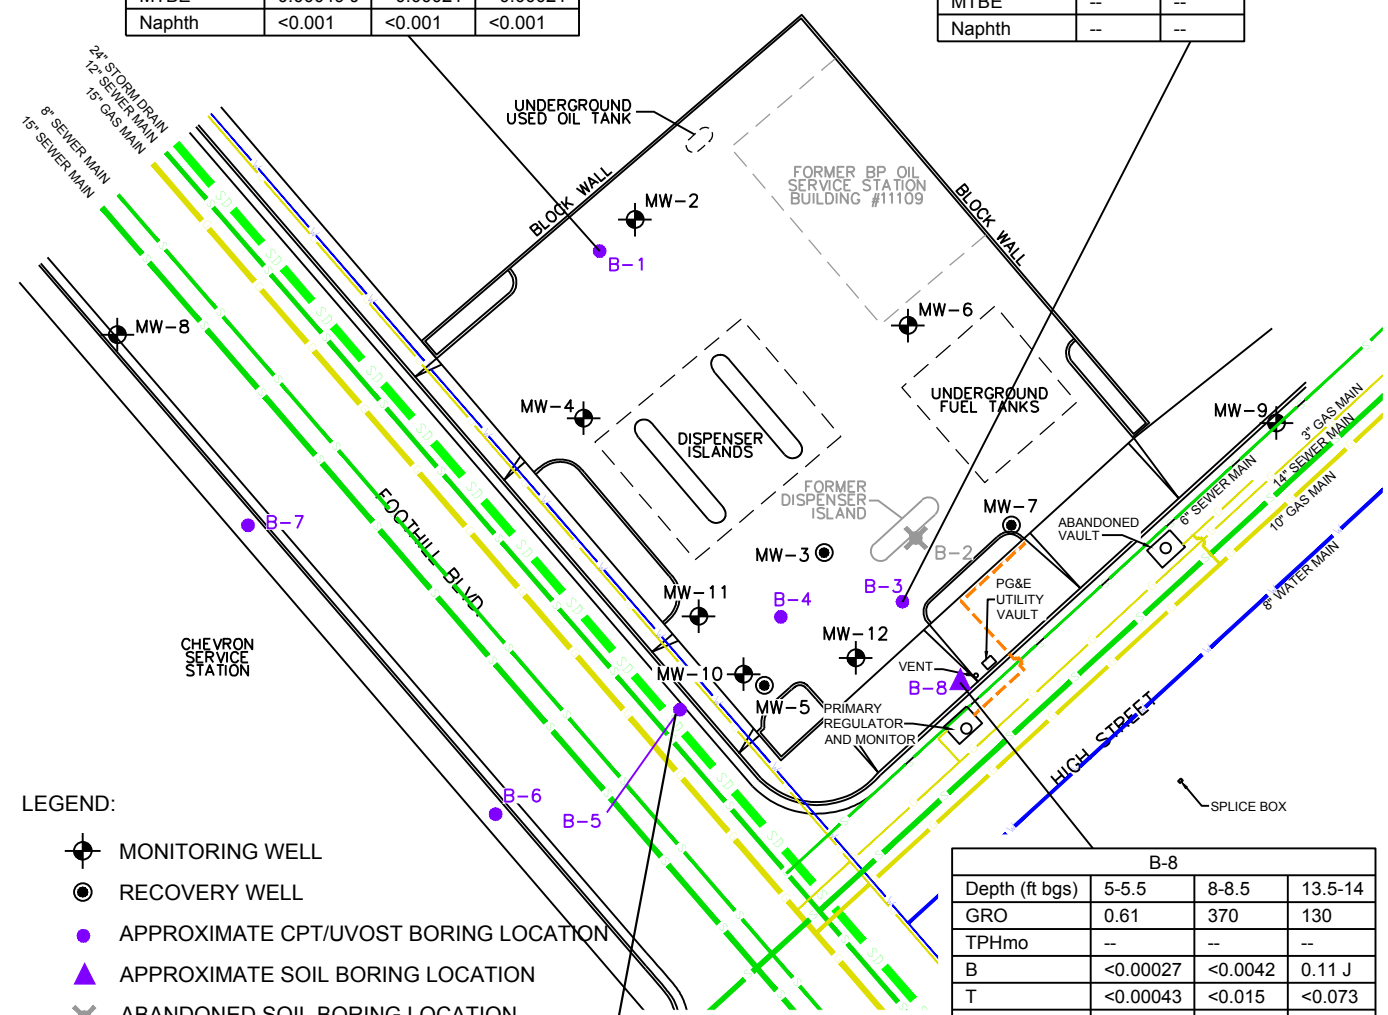 Naphth <0.001 <0.001 <0.001
MTBE -- --
Naphth -- --
24" STORM DRAIN
12" SEWER MAIN
15" GAS MAIN
8" SEWER MAIN
15" SEWER MAIN
UNDERGROUND
USED OIL TANK
BLOCK WALL
MW-2
B-1
FORMER BP OIL
SERVICE STATION
BUILDING #11109
BLOCK WALL
MW-8
MW-6
MW-4
DISPENSER
ISLANDS
UNDERGROUND
FUEL TANKS
MW-9
3" GAS MAIN
14" SEWER MAIN
10" GAS MAIN
6" SEWER MAIN
8" WATER MAIN
FORMER
DISPENSER
ISLAND
B-2
MW-7
ABANDONED
VAULT
B-7
FOOTHILL BLVD
MW-3
B-3
PG&E
UTILITY
VAULT
MW-11
B-4
MW-12
CHEVRON
SERVICE
STATION
MW-10
MW-5
VENT
B-8
PRIMARY
REGULATOR
AND MONITOR
HIGH STREET
SPLICE BOX
B-6
B-5
LEGEND:
MONITORING WELL
RECOVERY WELL
APPROXIMATE CPT/UVOST BORING LOCATION
APPROXIMATE SOIL BORING LOCATION
ABANDONED SOIL BORING LOCATION
B-8
Depth (ft bgs) 5-5.5 8-8.5 13.5-14
GRO 0.61 370 130
TPHmo -- -- --
B <0.00027 <0.0042 0.11 J
T <0.00043 <0.015 <0.073